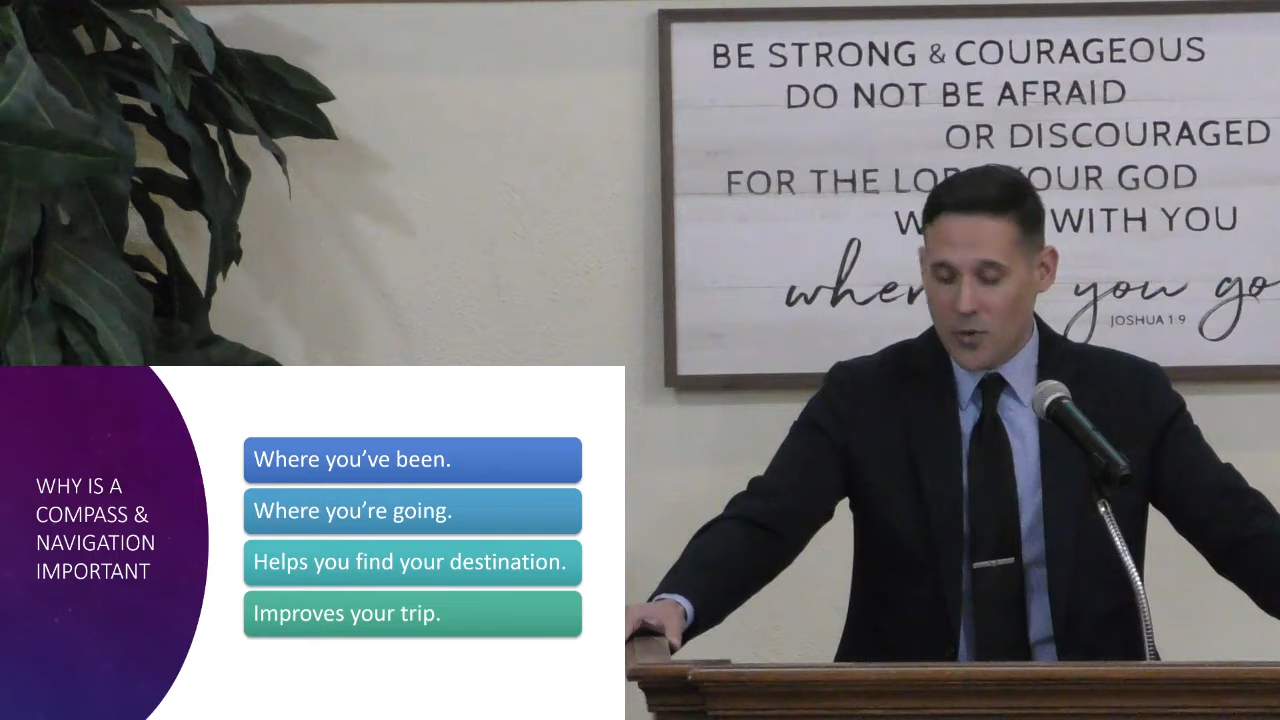 BE STRONG & COURAGEOUS
DO NOT BE AFRAID
OR DISCOURAGED
FOR THE LOR YOUR GOD
W WITH YOU
wher you go
JOSHUA 1:9
WHY IS A
COMPASS &
NAVIGATION
IMPORTANT
Where you've been.
Where you're going.
Helps you find your destination.
Improves your trip.